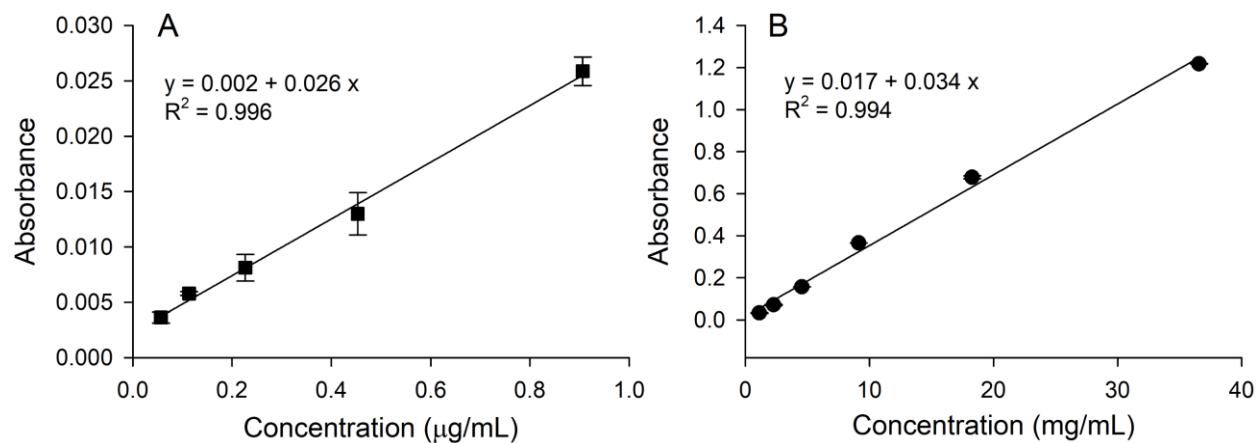 A
y = 0.002 + 0.026 x
R² = 0.996
0.030
0.025
0.020
0.015
0.010
0.005
0.000
Absorbance
0.0 0.2 0.4 0.6 0.8 1.0
Concentration (μg/mL)
B
y = 0.017 + 0.034 x
R² = 0.994
1.4
1.2
1.0
0.8
0.6
0.4
0.2
0.0
Absorbance
0 10 20 30 40
Concentration (mg/mL)